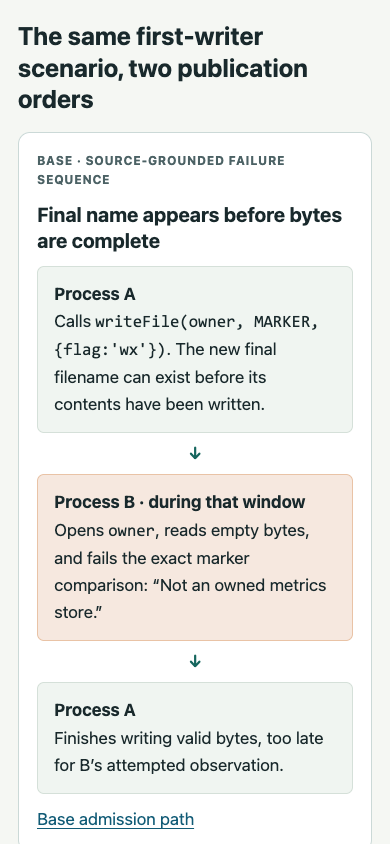 The same first-writer
scenario, two publication
orders
BASE · SOURCE-GROUNDED FAILURE
SEQUENCE
Final name appears before bytes
are complete
Process A
Calls writeFile(owner, MARKER,
{flag:'wx'}). The new final
filename can exist before its
contents have been written.
↓
Process B · during that window
Opens owner, reads empty bytes,
and fails the exact marker
comparison: “Not an owned metrics
store.”
↓
Process A
Finishes writing valid bytes, too late
for B’s attempted observation.
Base admission path